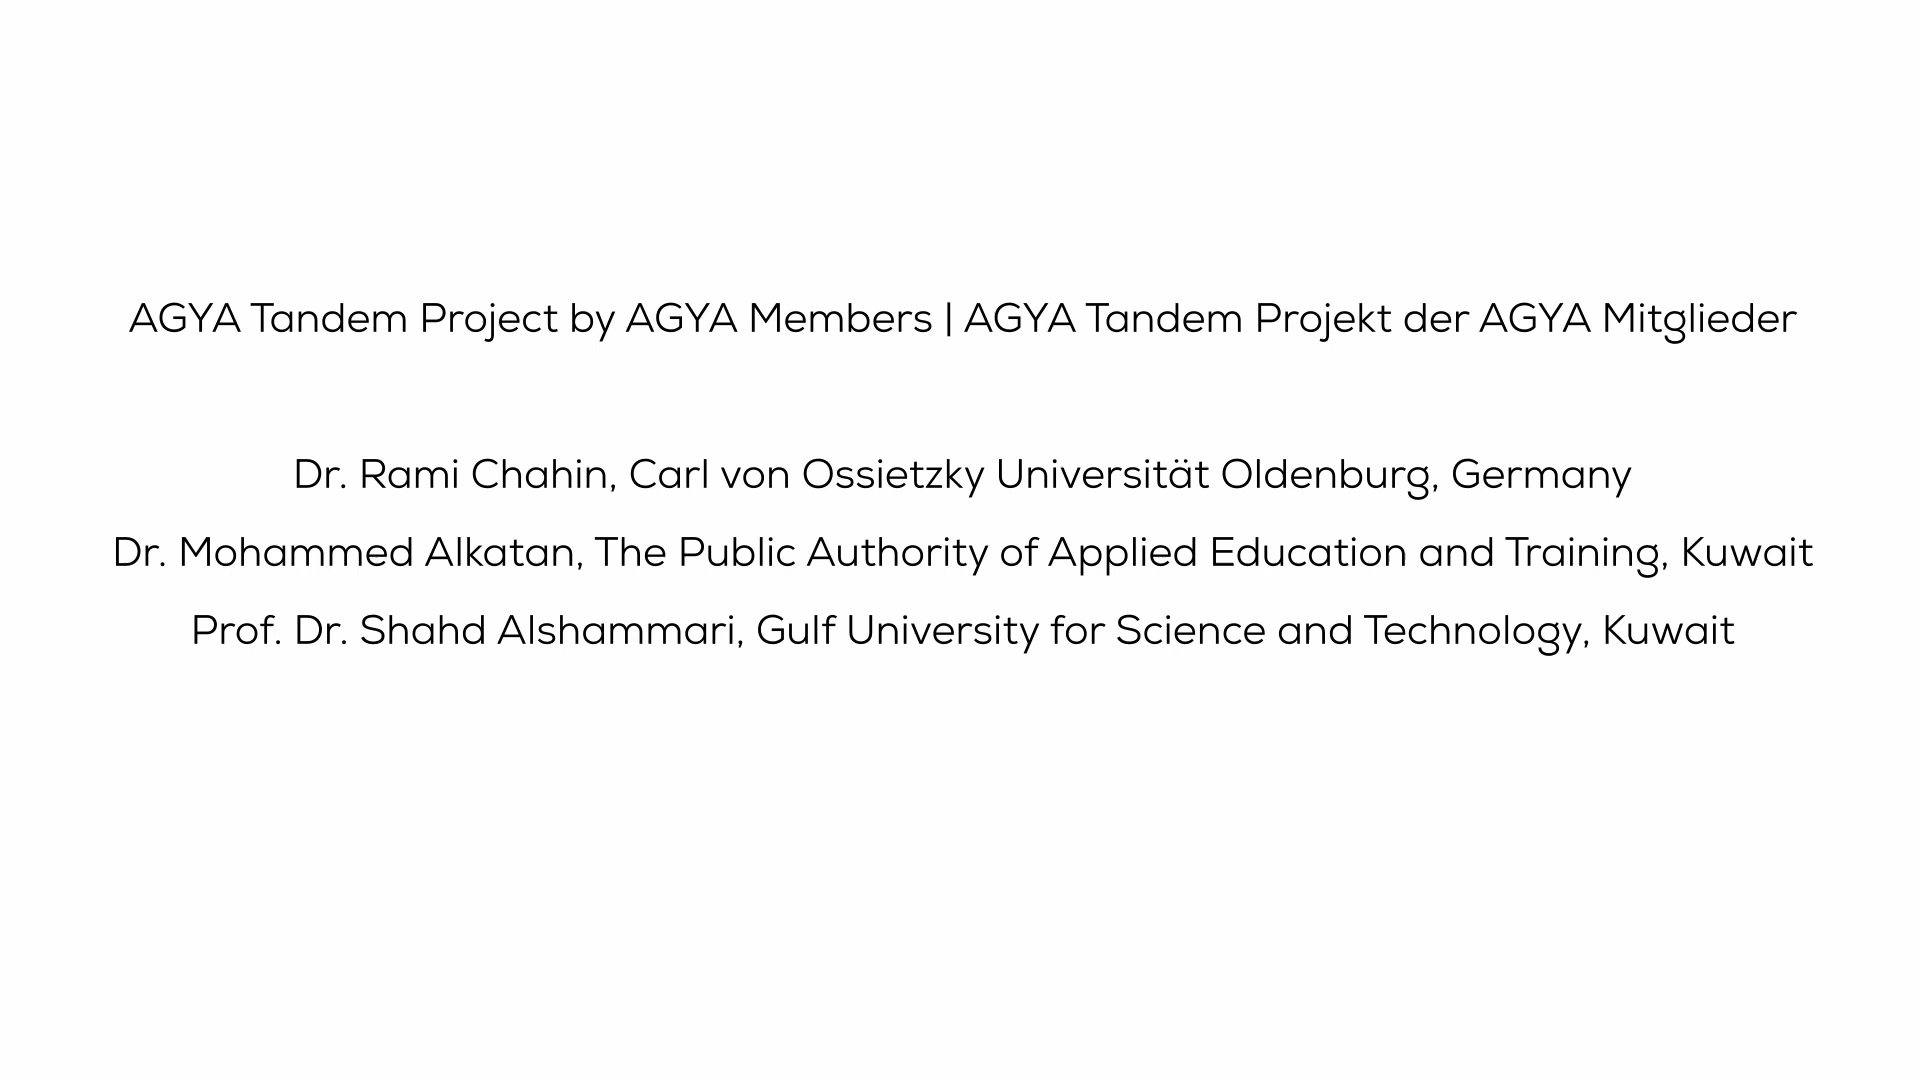 AGYA Tandem Project by AGYA Members | AGYA Tandem Projekt der AGYA Mitglieder
Dr. Rami Chahin, Carl von Ossietzky Universität Oldenburg, Germany
Dr. Mohammed Alkatan, The Public Authority of Applied Education and Training, Kuwait
Prof. Dr. Shahd Alshammari, Gulf University for Science and Technology, Kuwait